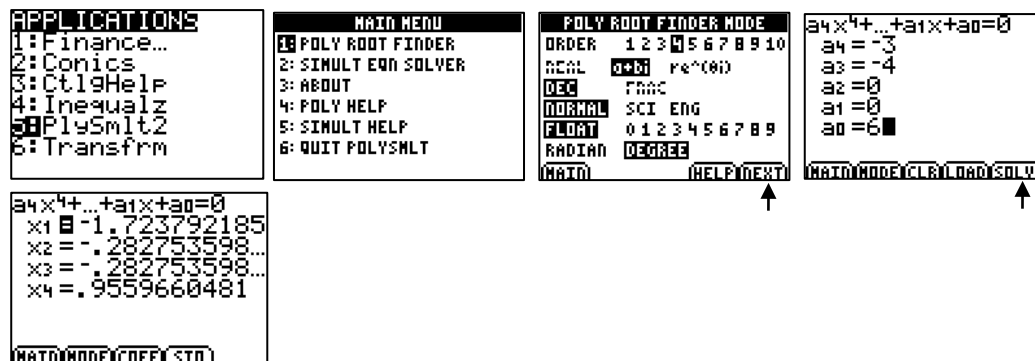 APPLICATIONS
1:Finance…
2:Conics
3:CtlgHelp
4:Inequalz
5:PlySmlt2
6:Transfrm
MAIN MENU
1: POLY ROOT FINDER
2: SIMULT EQN SOLVER
3: ABOUT
4: POLY HELP
5: SIMULT HELP
6: QUIT POLYSMLT
POLY ROOT FINDER MODE
ORDER 1 2 3 4 5 6 7 8 9 10
REAL a+bi re^(θi)
DEC FRAC
NORMAL SCI ENG
FLOAT 0 1 2 3 4 5 6 7 8 9
RADIAN DEGREE
MAIN HELP NEXT
a4x^4+…+a1x+a0=0
a4 =-3
a3 =-4
a2 =0
a1 =0
a0 =6
MAIN MODE CLR LOAD SOLV
a4x^4+…+a1x+a0=0
x1 =-1.723792185
x2 =-.282753598…
x3 =-.282753598…
x4 =.9559660481
MAIN MODE COEF STO